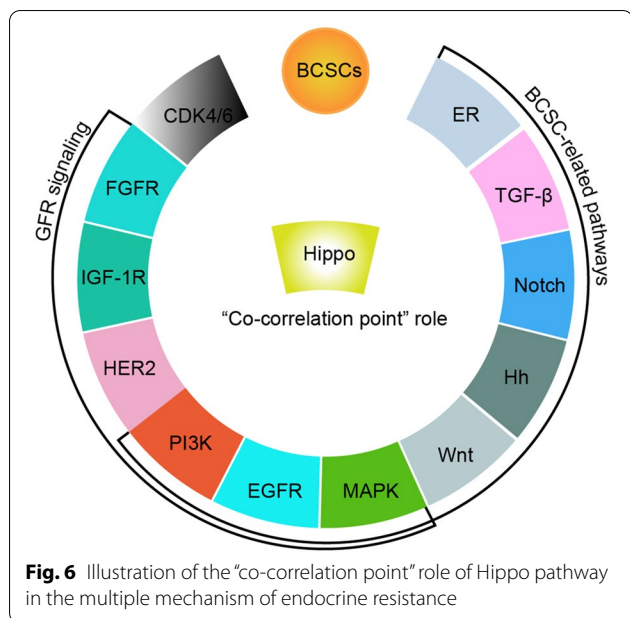 BCSCs
CDK4/6
ER
GFR signaling
BCSC-related pathways
FGFR
TGF-β
IGF-1R
Notch
Hippo
“Co-correlation point” role
HER2
Hh
PI3K
Wnt
EGFR
MAPK
Fig. 6 Illustration of the “co-correlation point” role of Hippo pathway
in the multiple mechanism of endocrine resistance